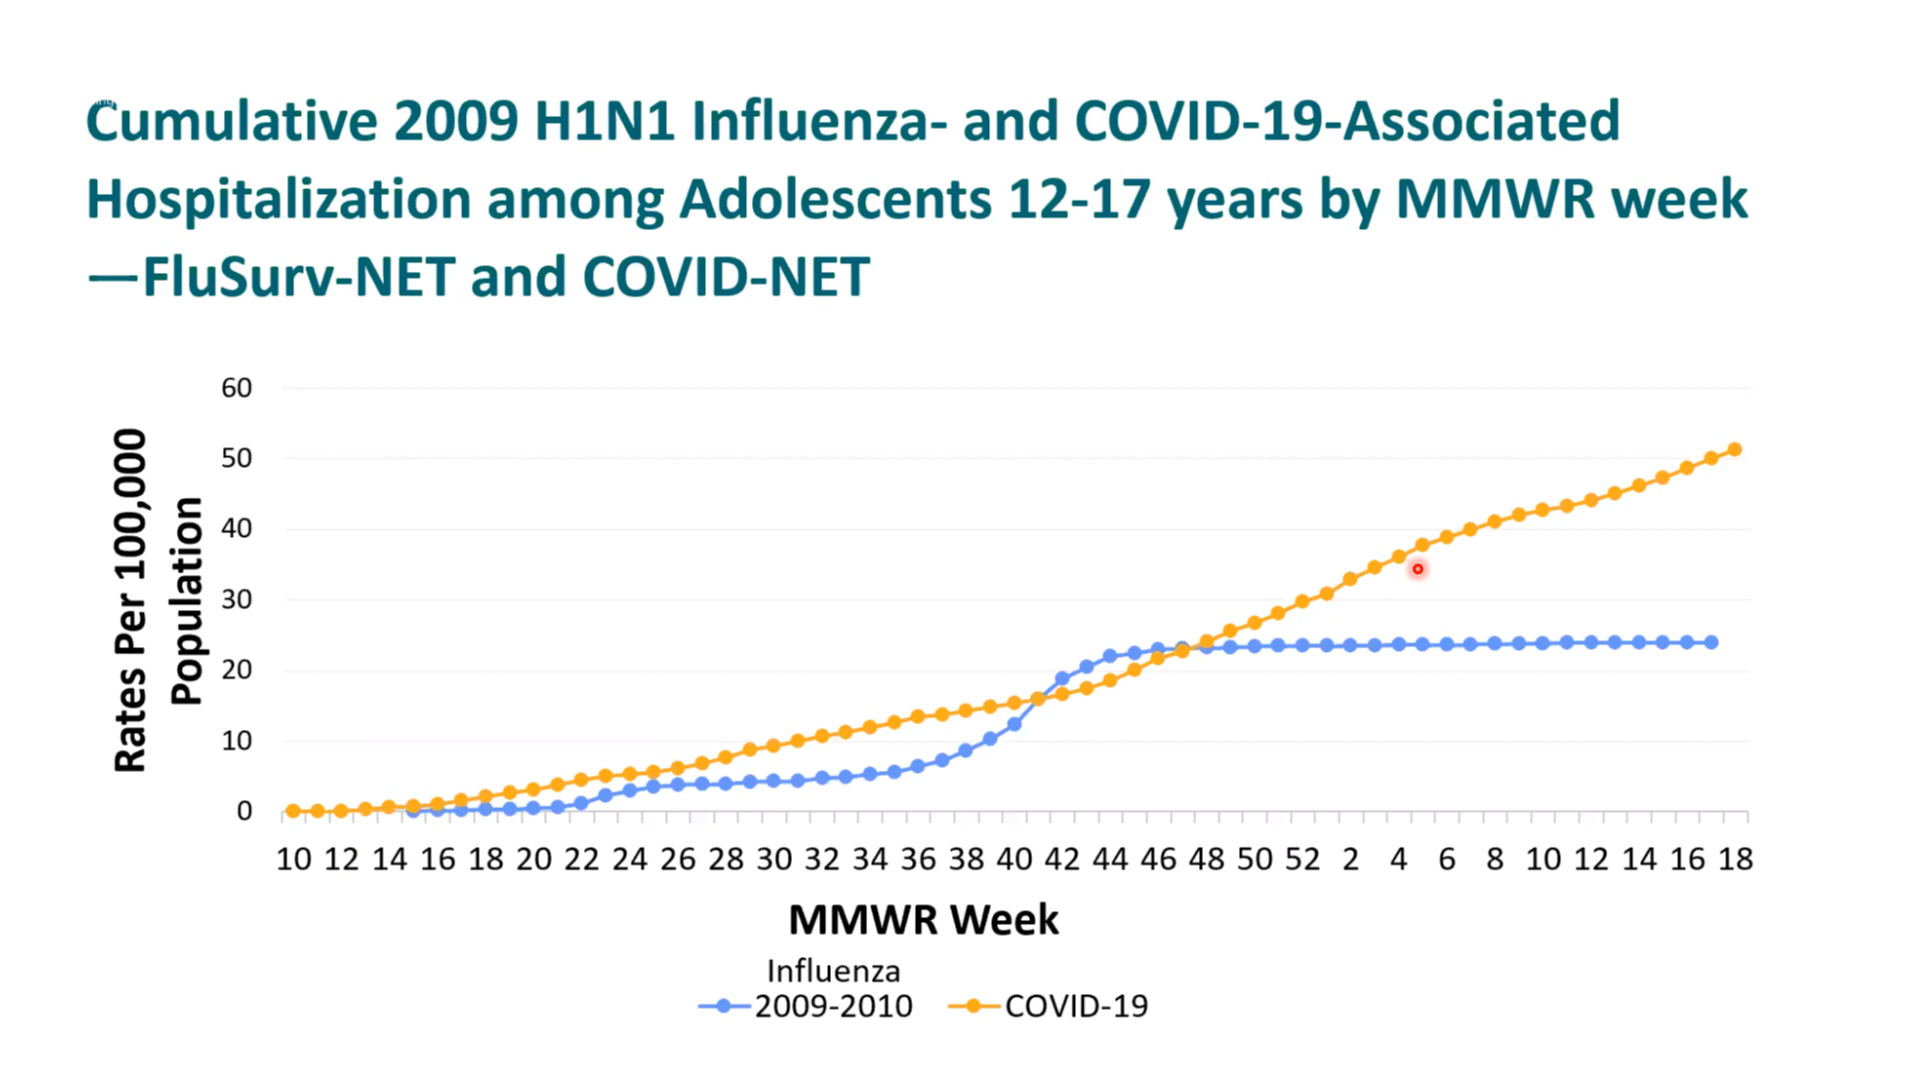 Cumulative 2009 H1N1 Influenza- and COVID-19-Associated
Hospitalization among Adolescents 12-17 years by MMWR week
—FluSurv-NET and COVID-NET
Rates Per 100,000
Population
60
50
40
30
20
10
0
10 12 14 16 18 20 22 24 26 28 30 32 34 36 38 40 42 44 46 48 50 52 2 4 6 8 10 12 14 16 18
MMWR Week
Influenza
2009-2010 COVID-19